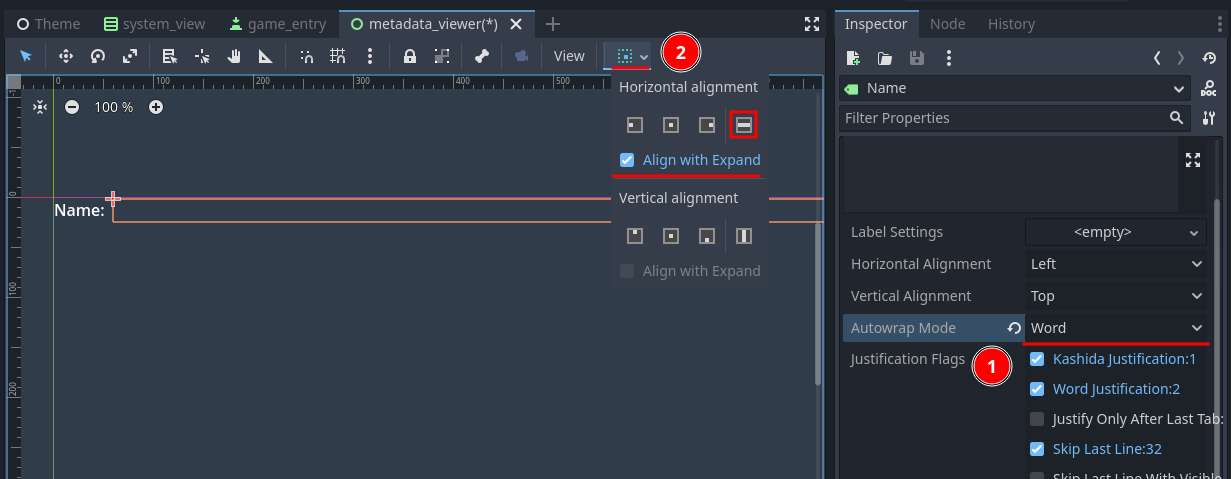 Theme system_view game_entry metadata_viewer(*)
Inspector Node History
View
2
Name
Filter Properties
0 100 200 300 400 500
100 %
Horizontal alignment
Align with Expand
Vertical alignment
Align with Expand
0
100
200
Name:
Label Settings <empty>
Horizontal Alignment Left
Vertical Alignment Top
Autowrap Mode Word
Justification Flags
1
Kashida Justification:1
Word Justification:2
Justify Only After Last Tab:
Skip Last Line:32
Skip Last Line With Visible